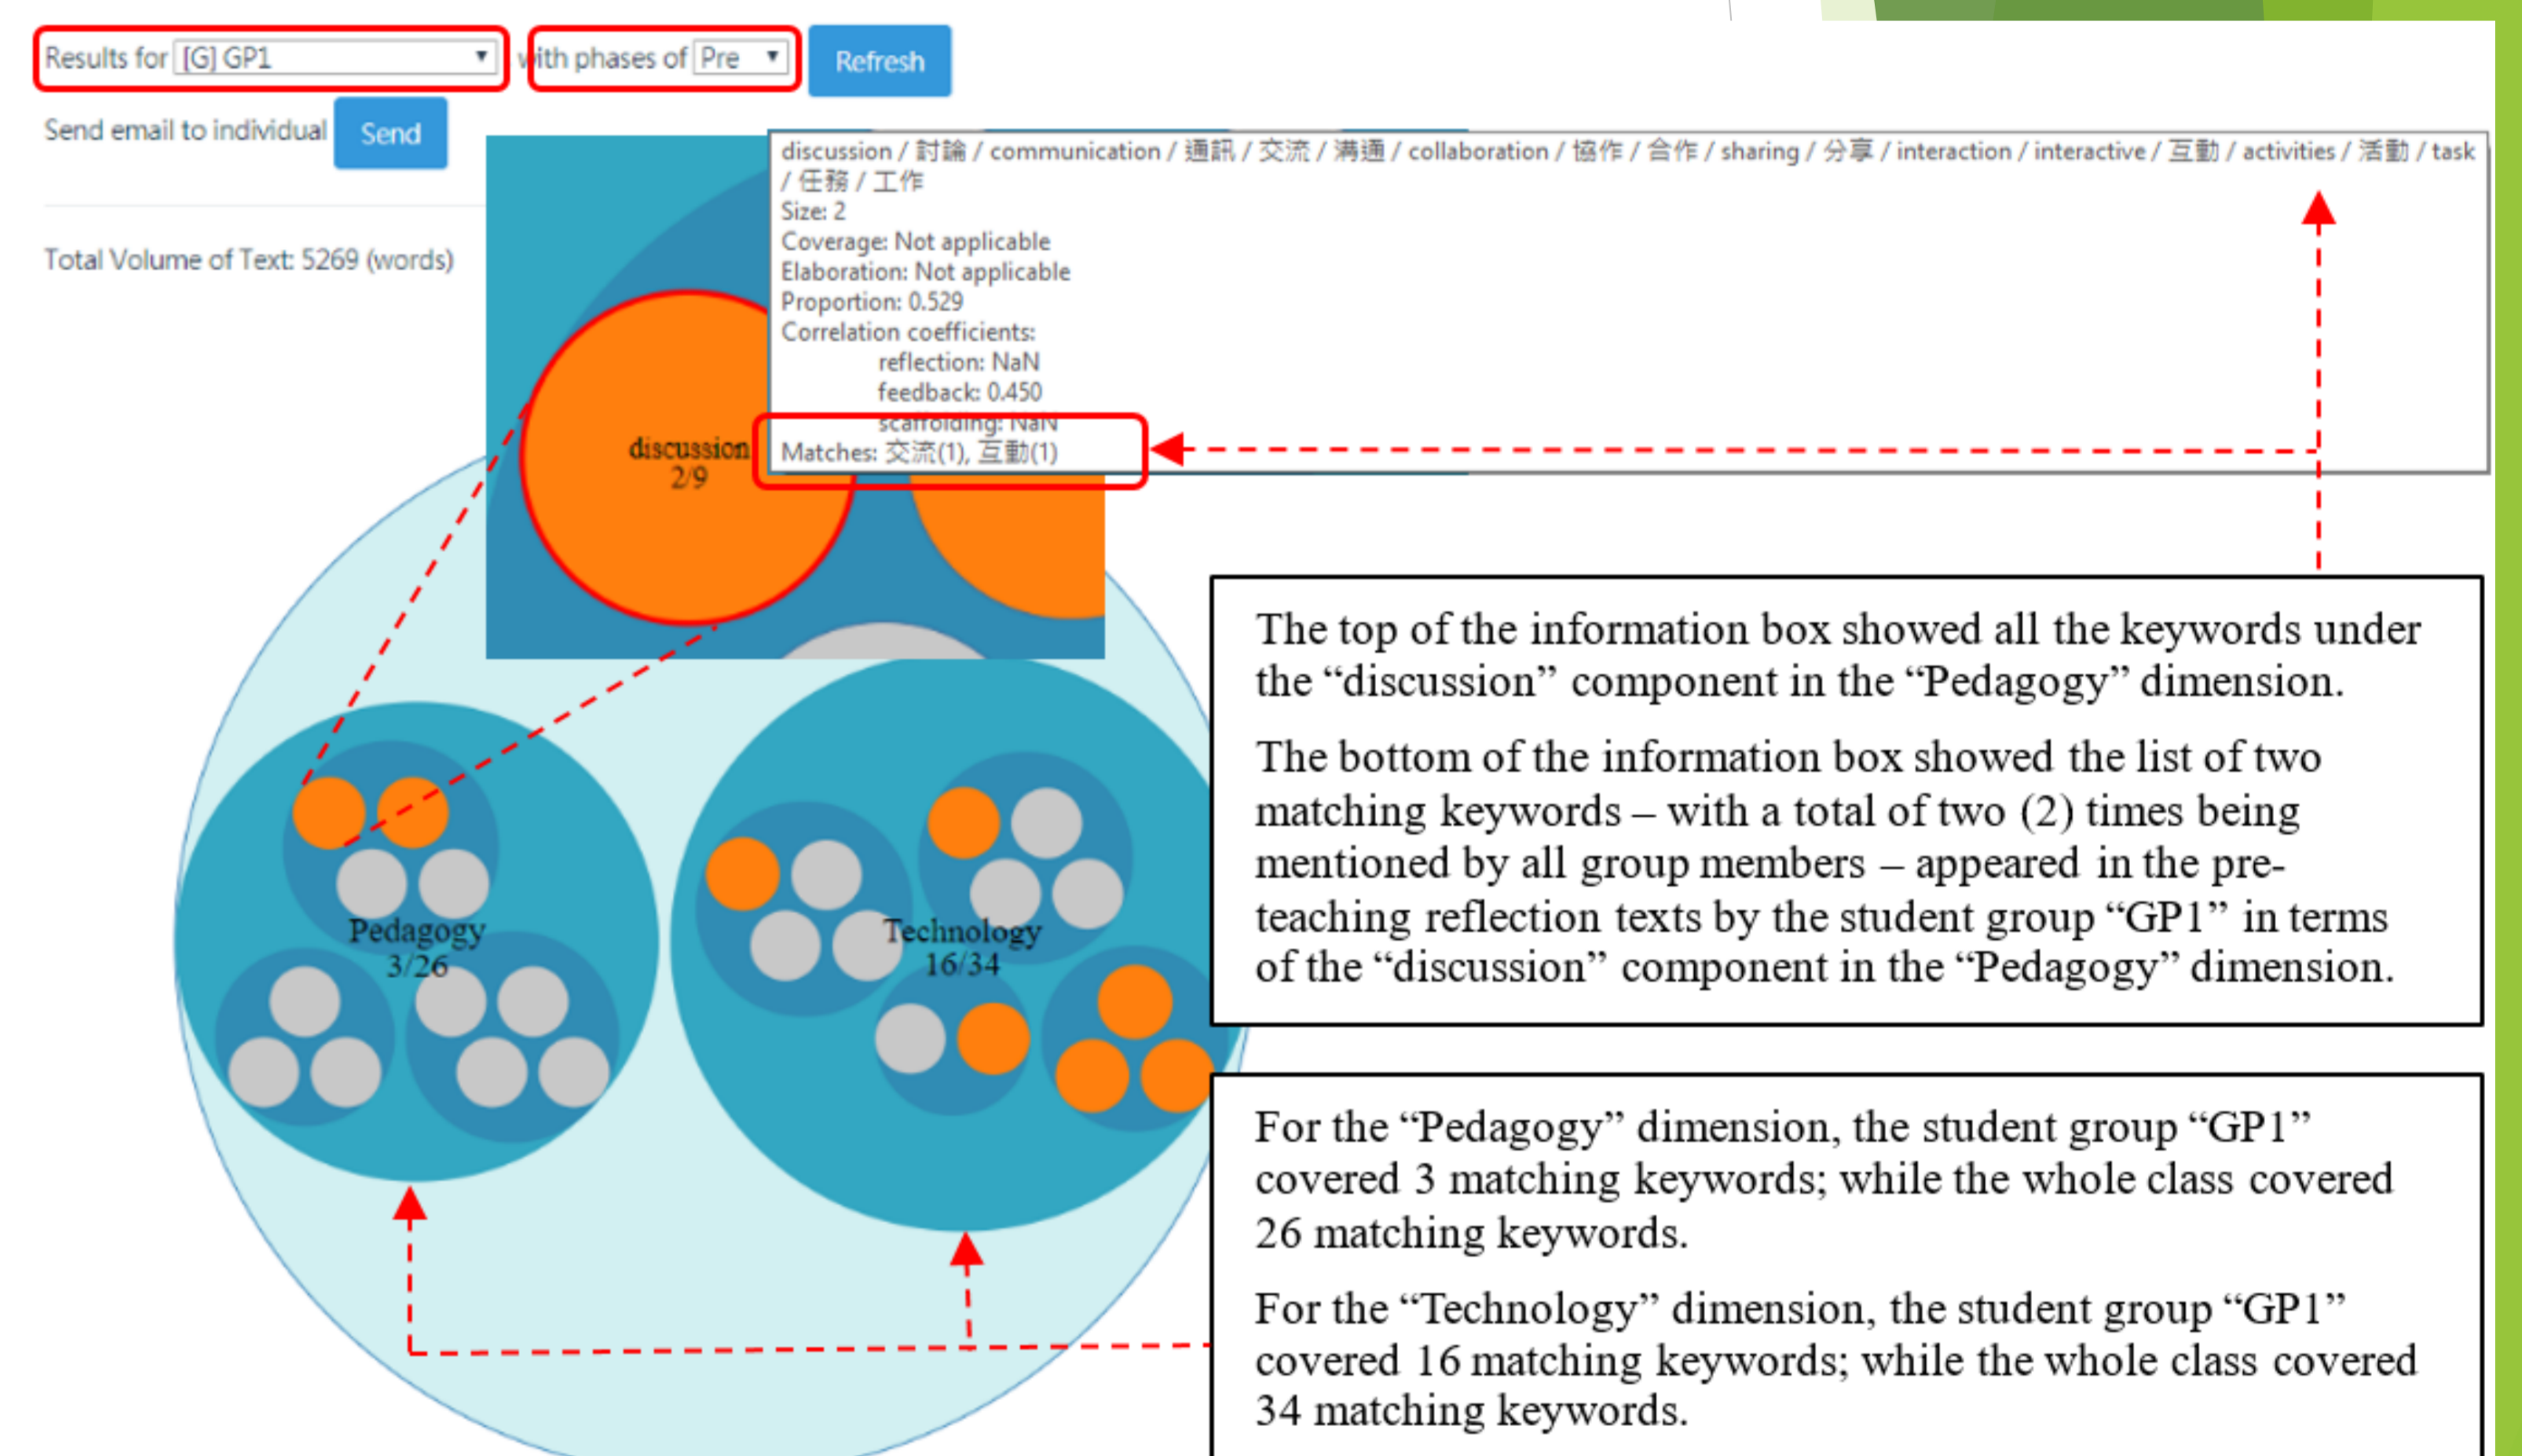 Results for [G] GP1 with phases of Pre Refresh
Send email to individual Send
Total Volume of Text: 5269 (words)
discussion / 討論 / communication / 通訊 / 交流 / 溝通 / collaboration / 協作 / 合作 / sharing / 分享 / interaction / interactive / 互動 / activities / 活動 / task
/ 任務 / 工作
Size: 2
Coverage: Not applicable
Elaboration: Not applicable
Proportion: 0.529
Correlation coefficients:
reflection: NaN
feedback: 0.450
scaffolding: NaN
Matches: 交流(1), 互動(1)
discussion
2/9
The top of the information box showed all the keywords under
the “discussion” component in the “Pedagogy” dimension.
The bottom of the information box showed the list of two
matching keywords – with a total of two (2) times being
mentioned by all group members – appeared in the pre-
teaching reflection texts by the student group “GP1” in terms
of the “discussion” component in the “Pedagogy” dimension.
Pedagogy
3/26
Technology
16/34
For the “Pedagogy” dimension, the student group “GP1”
covered 3 matching keywords; while the whole class covered
26 matching keywords.
For the “Technology” dimension, the student group “GP1”
covered 16 matching keywords; while the whole class covered
34 matching keywords.